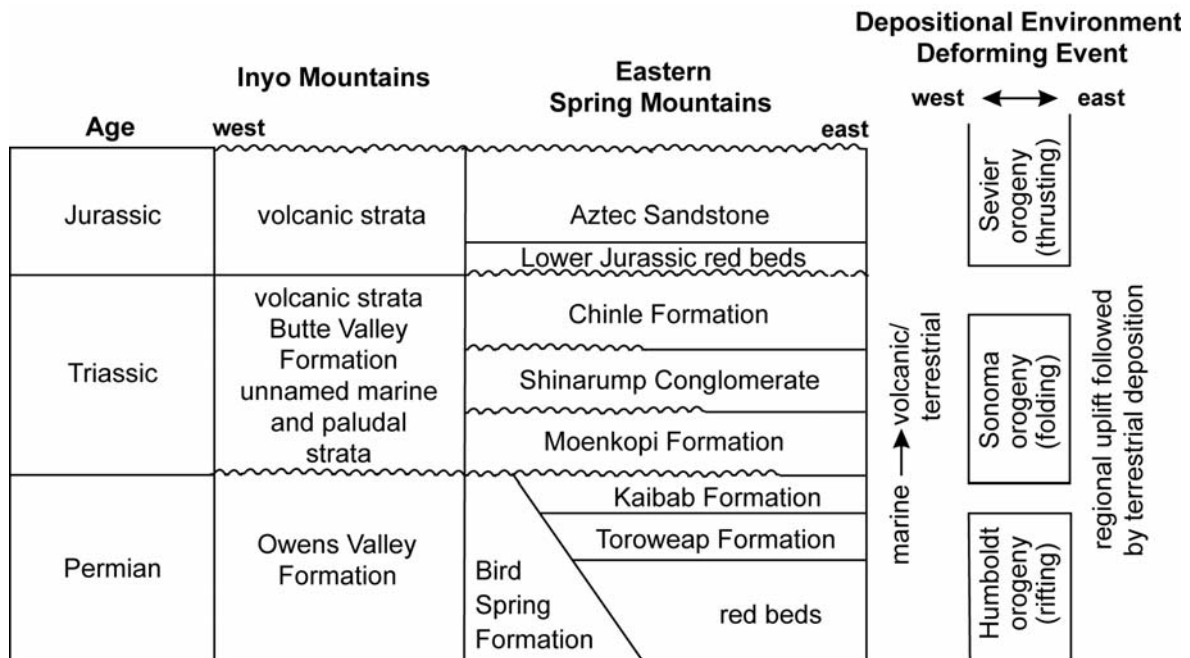 Depositional Environment
Deforming Event
Inyo Mountains
Eastern
Spring Mountains
west
east
Age
west
east
Jurassic
volcanic strata
Aztec Sandstone
Lower Jurassic red beds
Sevier
orogeny
(thrusting)
Triassic
volcanic strata
Butte Valley
Formation
unnamed marine
and paludal
strata
Chinle Formation
Shinarump Conglomerate
Moenkopi Formation
marine
volcanic/
terrestrial
Sonoma
orogeny
(folding)
regional uplift followed
by terrestrial deposition
Permian
Owens Valley
Formation
Bird
Spring
Formation
Kaibab Formation
Toroweap Formation
red beds
Humboldt
orogeny
(rifting)